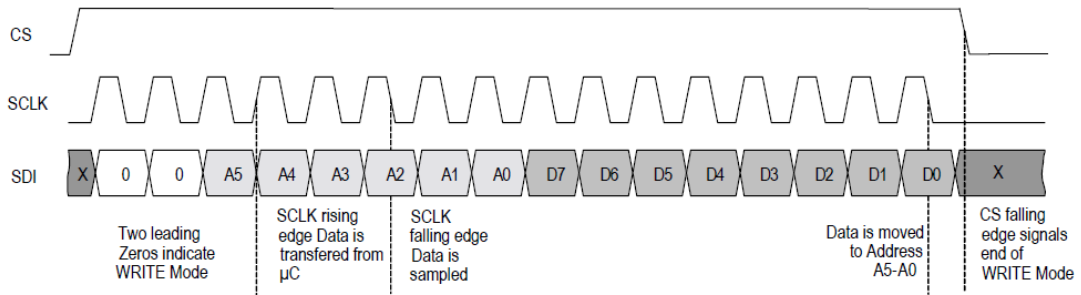 CS
SCLK
SDI X 0 0 A5 A4 A3 A2 A1 A0 D7 D6 D5 D4 D3 D2 D1 D0 X
Two leading
Zeros indicate
WRITE Mode
SCLK rising
edge Data is
transfered from
µC
SCLK
falling edge
Data is
sampled
Data is moved
to Address
A5-A0
CS falling
edge signals
end of
WRITE Mode